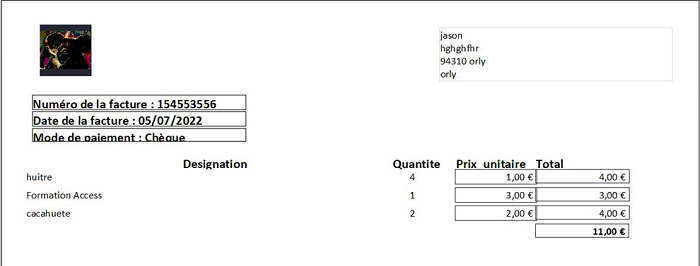 jason
hghghfhr
94310 orly
orly
Numéro de la facture : 154553556
Date de la facture : 05/07/2022
Mode de paiement : Chèque
Designation Quantite Prix unitaire Total
huitre 4 1,00 € 4,00 €
Formation Access 1 3,00 € 3,00 €
cacahuete 2 2,00 € 4,00 €
11,00 €